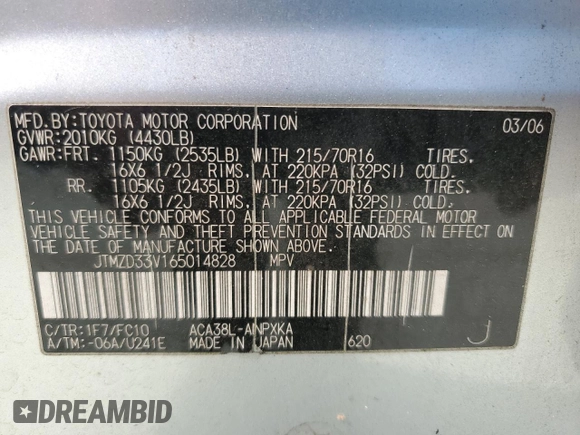 MFD.BY:TOYOTA MOTOR CORPORATION 03/06
GVWR:2010KG (4430LB)
GAWR:FRT. 1150KG (2535LB) WITH 215/70R16 TIRES.
16X6 1/2J RIMS. AT 220KPA (32PSI) COLD.
RR. 1105KG (2435LB) WITH 215/70R16 TIRES.
16X6 1/2J RIMS. AT 220KPA (32PSI) COLD.
THIS VEHICLE CONFORMS TO ALL APPLICABLE FEDERAL MOTOR
VEHICLE SAFETY AND THEFT PREVENTION STANDARDS IN EFFECT ON
THE DATE OF MANUFACTURE SHOWN ABOVE.
JTMZD33V165014828 MPV
C/TR:1F7/FC10 ACA38L-ANPXKA J
A/TM:-06A/U241E MADE IN JAPAN 620
DREAMBID